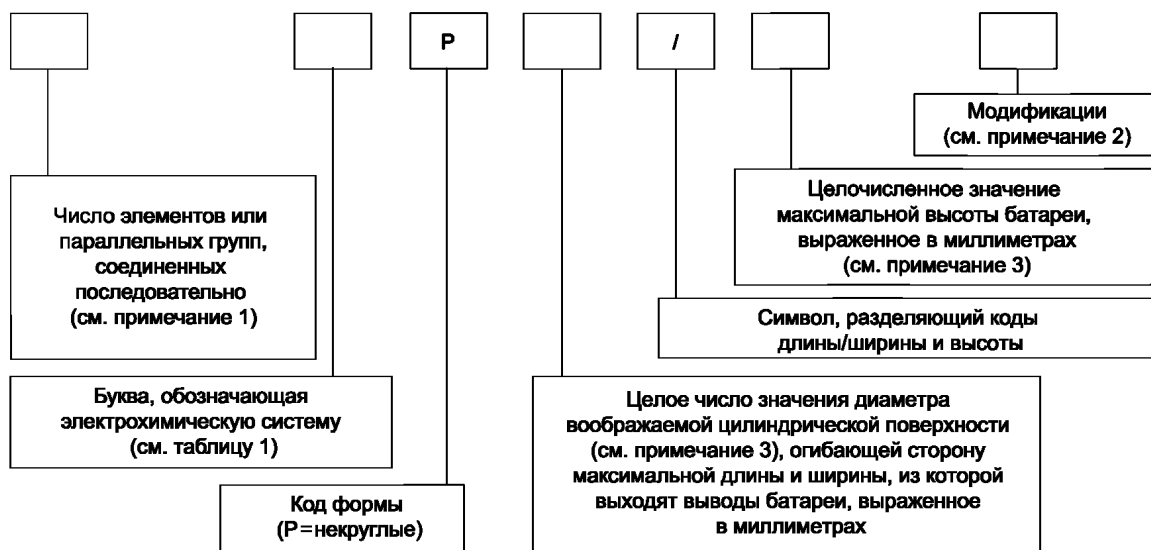 P
/
Модификации
(см. примечание 2)
Число элементов или
параллельных групп,
соединенных
последовательно
(см. примечание 1)
Целочисленное значение
максимальной высоты батареи,
выраженное в миллиметрах
(см. примечание 3)
Символ, разделяющий коды
длины/ширины и высоты
Буква, обозначающая
электрохимическую систему
(см. таблицу 1)
Целое число значения диаметра
воображаемой цилиндрической поверхности
(см. примечание 3), огибающей сторону
максимальной длины и ширины, из которой
выходят выводы батареи, выраженное
в миллиметрах
Код формы
(P=некруглые)